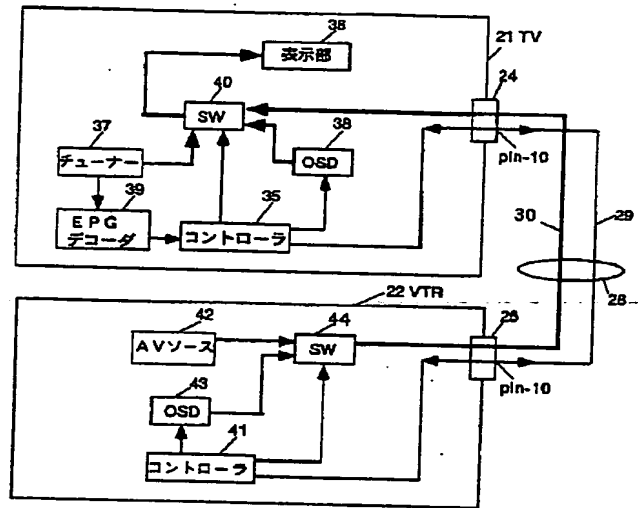 38
表示部
21 TV
24
40
SW
37
チューナー
38
OSD
pin-10
39
EPG
デコーダ
35
コントローラ
30
29
28
22 VTR
42
AVソース
44
SW
26
43
OSD
pin-10
41
コントローラ